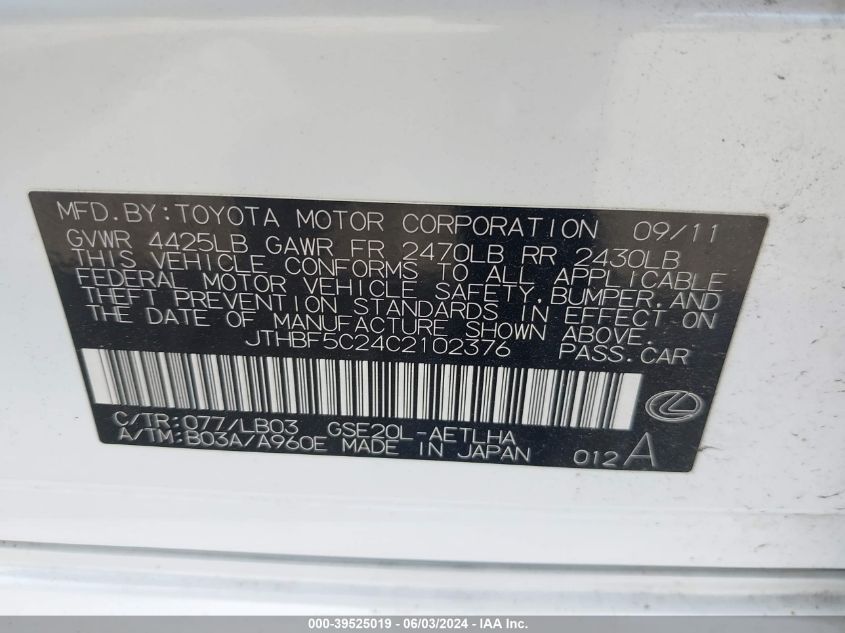 MFD.BY:TOYOTA MOTOR CORPORATION 09/11
GVWR 4425LB GAWR FR 2470LB RR 2430LB
THIS VEHICLE CONFORMS TO ALL APPLICABLE
FEDERAL MOTOR VEHICLE SAFETY, BUMPER, AND
THEFT PREVENTION STANDARDS IN EFFECT ON
THE DATE OF MANUFACTURE SHOWN ABOVE.
JTHBF5C24C2102376 PASS.CAR
C/TR:077/LB03 GSE20L-AETLHA
A/TM:B03A/A960E MADE IN JAPAN 012A
000-39525019 - 06/03/2024 - IAA Inc.